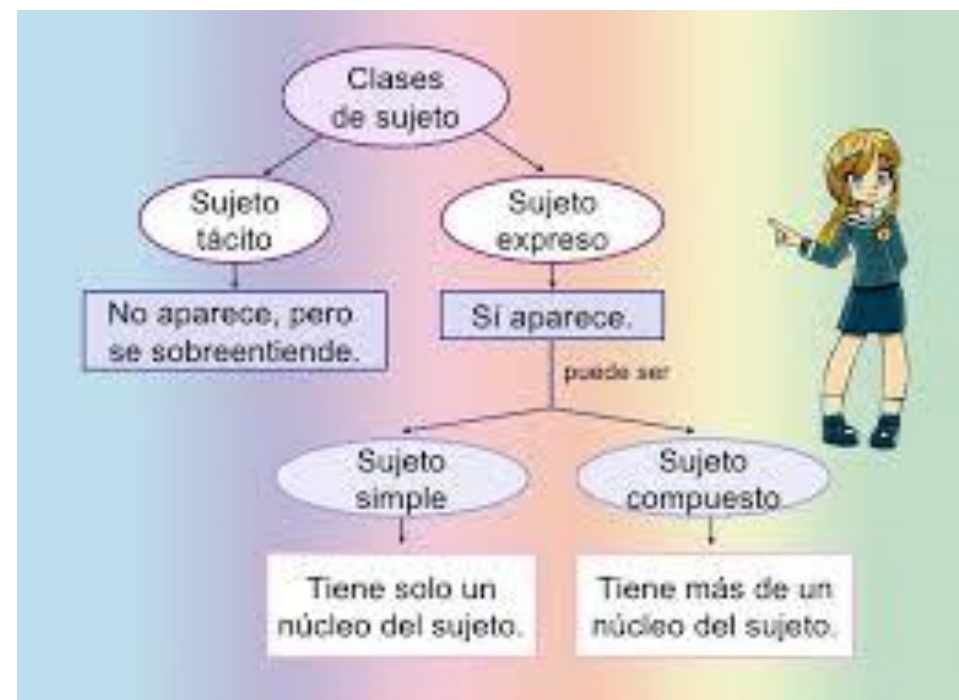 Clases
de sujeto
Sujeto
tácito
Sujeto
expreso
No aparece, pero
se sobreentiende.
Sí aparece.
puede ser
Sujeto
simple
Sujeto
compuesto
Tiene solo un
núcleo del sujeto.
Tiene más de un
núcleo del sujeto.